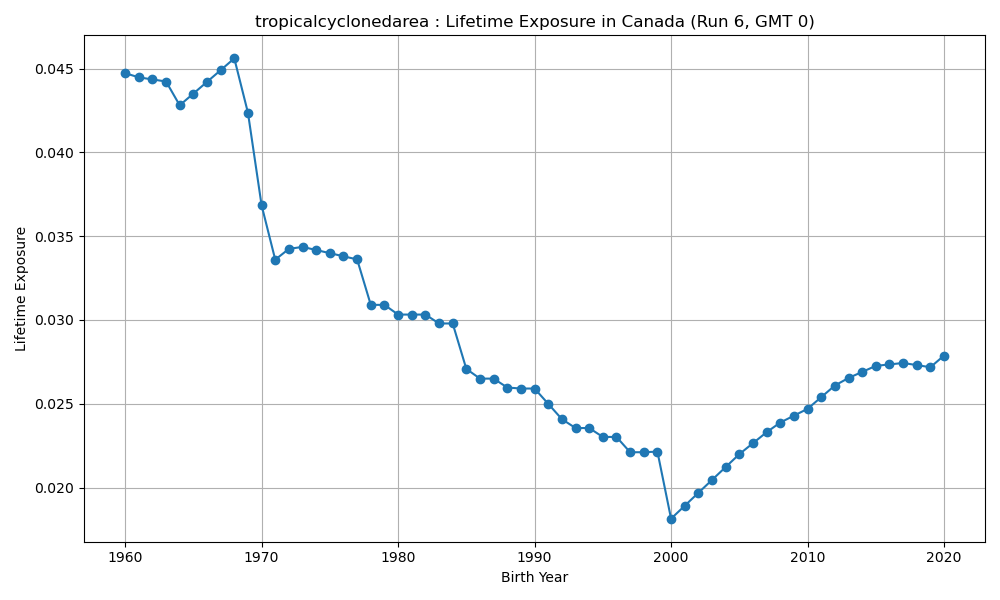 tropicalcyclonedarea : Lifetime Exposure in Canada (Run 6, GMT 0)
0.045
0.040
0.035
0.030
0.025
0.020
Lifetime Exposure
1960 1970 1980 1990 2000 2010 2020
Birth Year